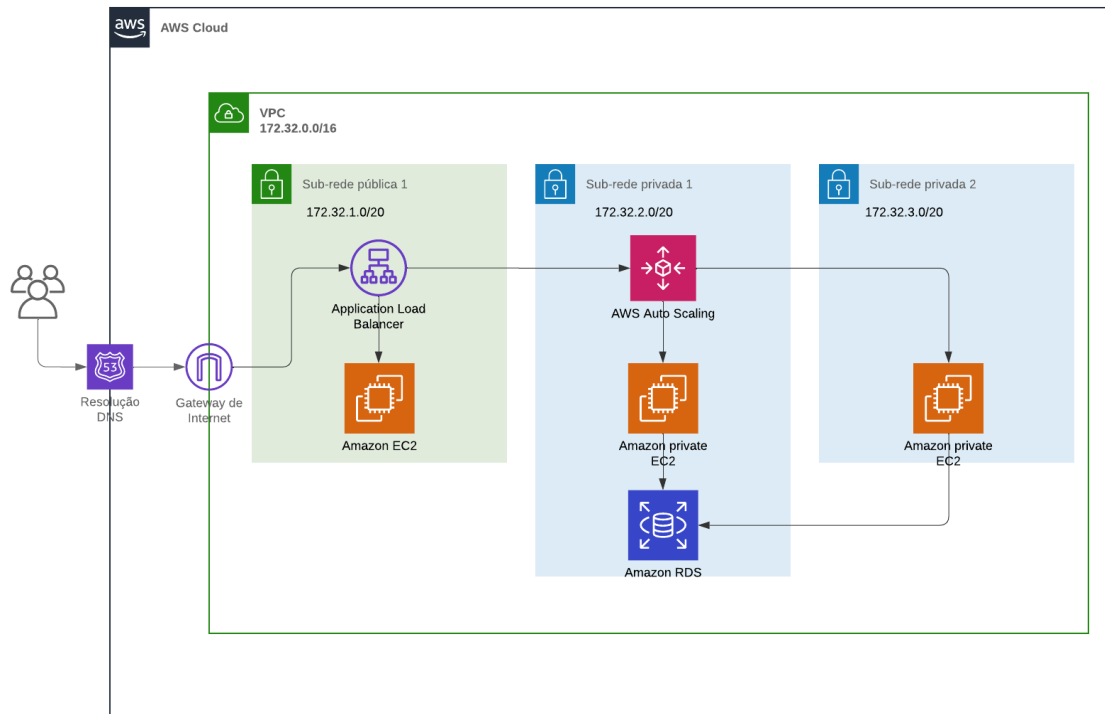 aws
AWS Cloud
VPC
172.32.0.0/16
Sub-rede pública 1
172.32.1.0/20
Sub-rede privada 1
172.32.2.0/20
Sub-rede privada 2
172.32.3.0/20
Application Load
Balancer
AWS Auto Scaling
53
Resolução
DNS
Gateway de
Internet
Amazon EC2
Amazon private
EC2
Amazon private
EC2
Amazon RDS